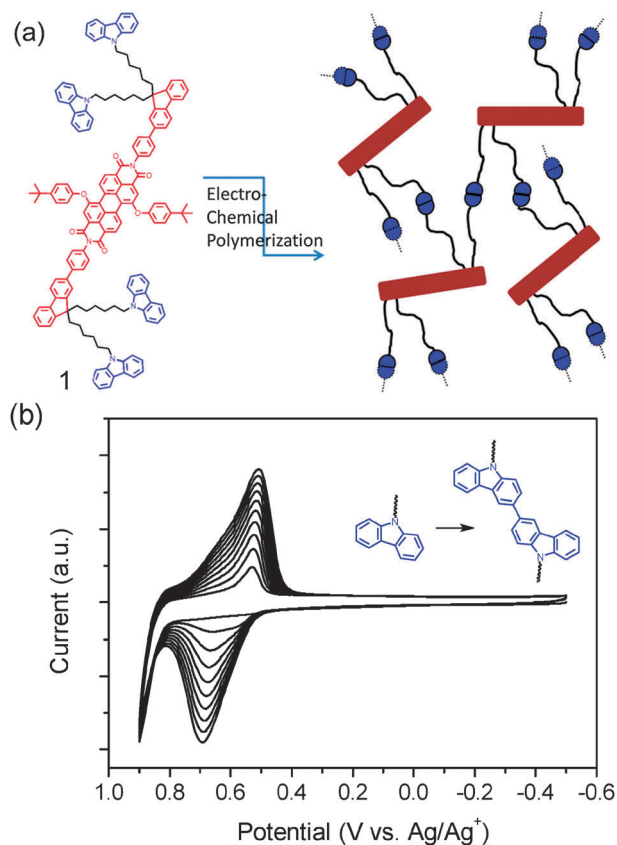 (a)
N
N
N
O
O
O
O
O
O
N
N
N
1
Electro-
Chemical
Polymerization
(b)
Current (a.u.)
N
N
N
1.0 0.8 0.6 0.4 0.2 0.0 -0.2 -0.4 -0.6
Potential (V vs. Ag/Ag⁺)